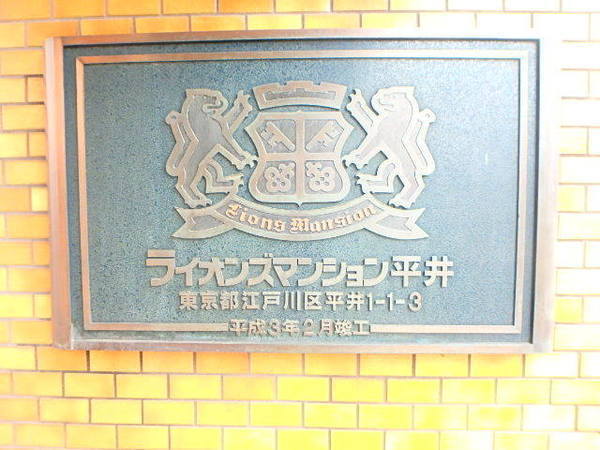 Lions Mansion
ライオンズマンション平井
東京都江戸川区平井1-1-3
平成3年2月竣工